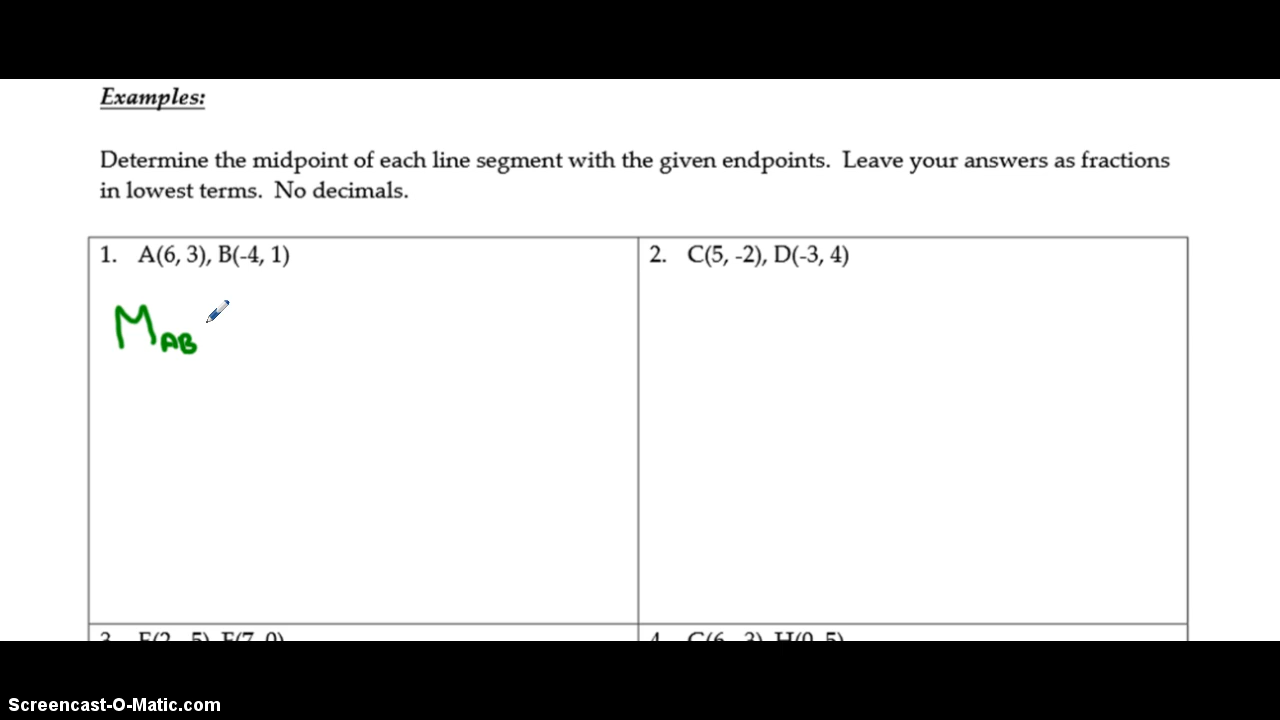 Examples:
Determine the midpoint of each line segment with the given endpoints. Leave your answers as fractions
in lowest terms. No decimals.
1. A(6, 3), B(-4, 1)
2. C(5, -2), D(-3, 4)
M AB
Screencast-O-Matic.com